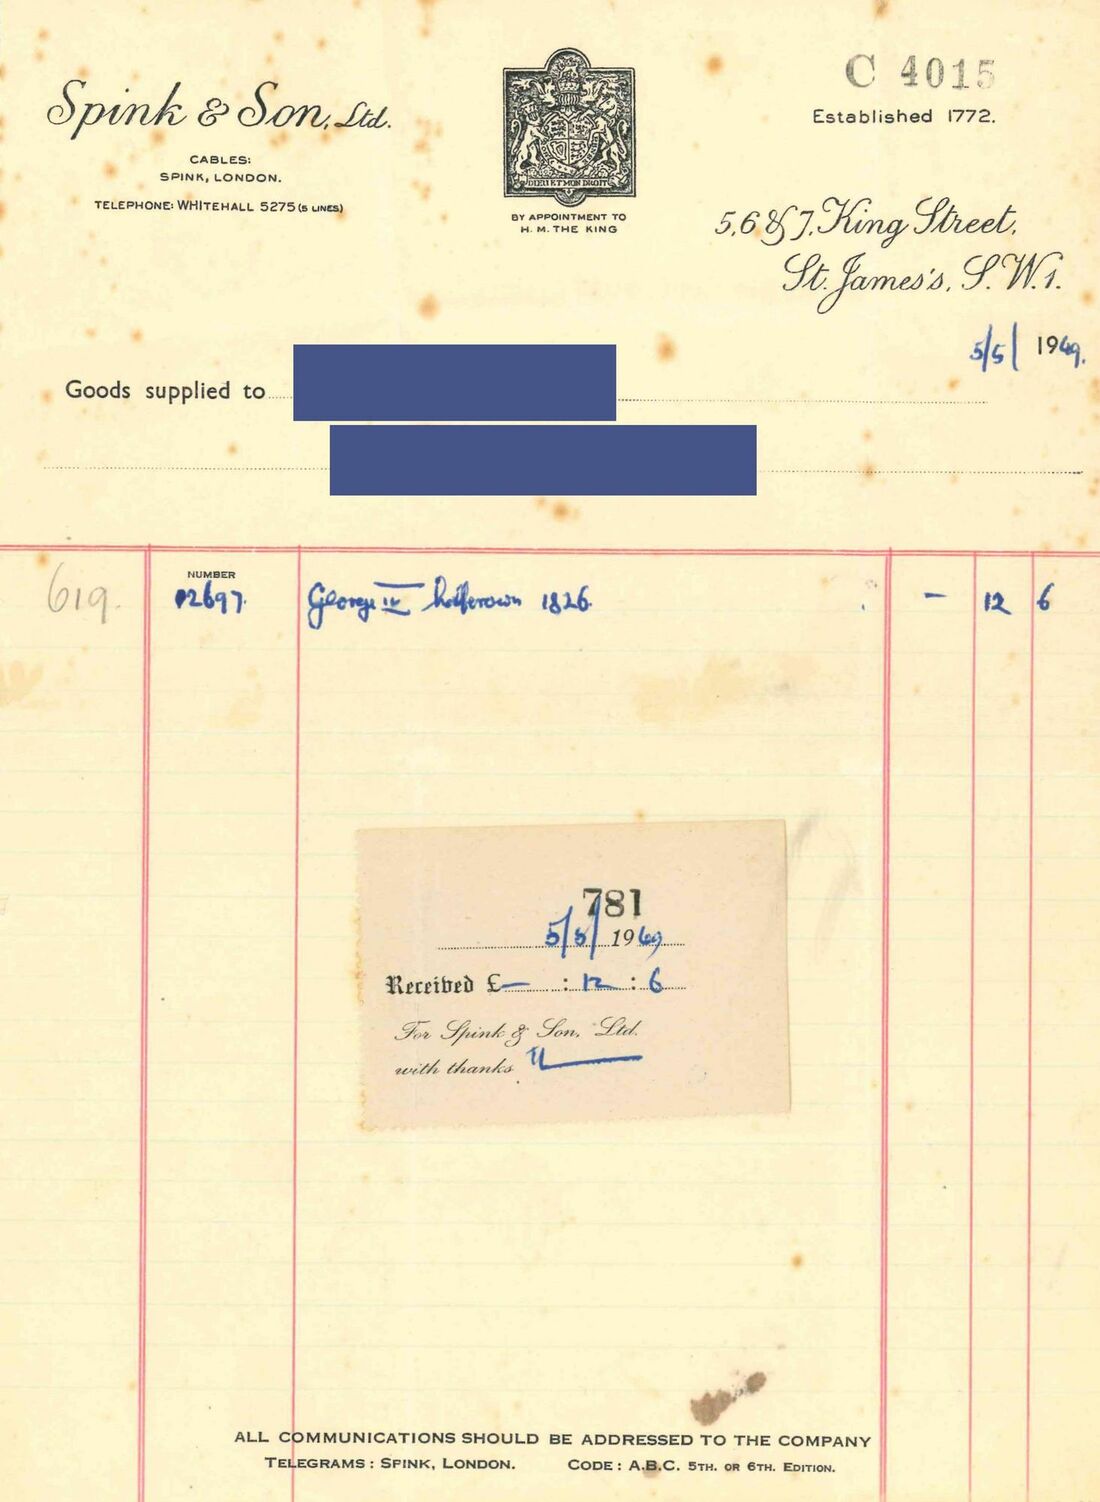 C 4015
Spink & Son, Ltd.
Established 1772.
CABLES:
SPINK, LONDON.
TELEPHONE: WHITEHALL 5275 (5 LINES)
DIEU ET MON DROIT
BY APPOINTMENT TO
H. M. THE KING
5, 6 & 7, King Street,
St. James's, S.W.1.
5/5/ 1949.
Goods supplied to
619.
NUMBER
02697. George IV halfcrown 1826. – 12 6
781
5/5/ 1949
Received £ – : 12 : 6
For Spink & Son, Ltd.
with thanks
ALL COMMUNICATIONS SHOULD BE ADDRESSED TO THE COMPANY
TELEGRAMS: SPINK, LONDON. CODE: A.B.C. 5TH. OR 6TH. EDITION.